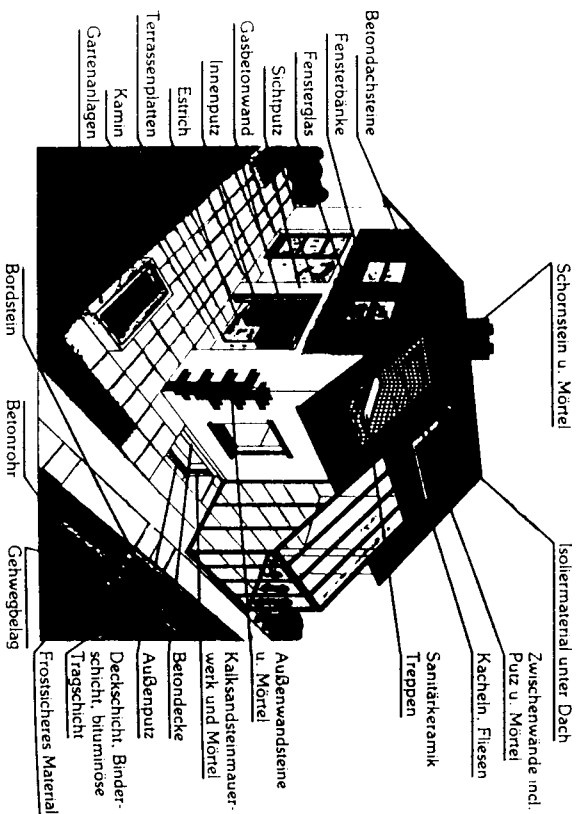 Schornstein u. Mörtel
Isoliermaterial unter Dach
Zwischenwände incl.
Putz u. Mörtel
Kacheln, Fliesen
Sanitärkeramik
Treppen
Betondachsteine
Fensterbänke
Fensterglas
Sichtputz
Gasbetonwand
Innenputz
Estrich
Terrassenplatten
Kamin
Gartenanlagen
Außenwandsteine
u. Mörtel
Kalksandsteinmauer-
werk und Mörtel
Betondecke
Außenputz
Deckschicht, Binder-
schicht, bituminöse
Tragschicht
Frostsicheres Material
Bordstein
Betonrohr
Gehwegbelag